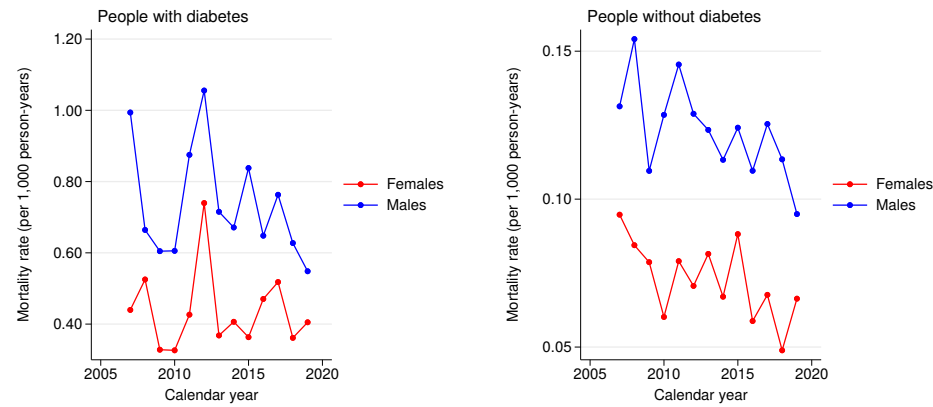 People with diabetes
Mortality rate (per 1,000 person-years)
1.20
1.00
0.80
0.60
0.40
2005 2010 2015 2020
Calendar year
Females
Males
People without diabetes
Mortality rate (per 1,000 person-years)
0.15
0.10
0.05
2005 2010 2015 2020
Calendar year
Females
Males